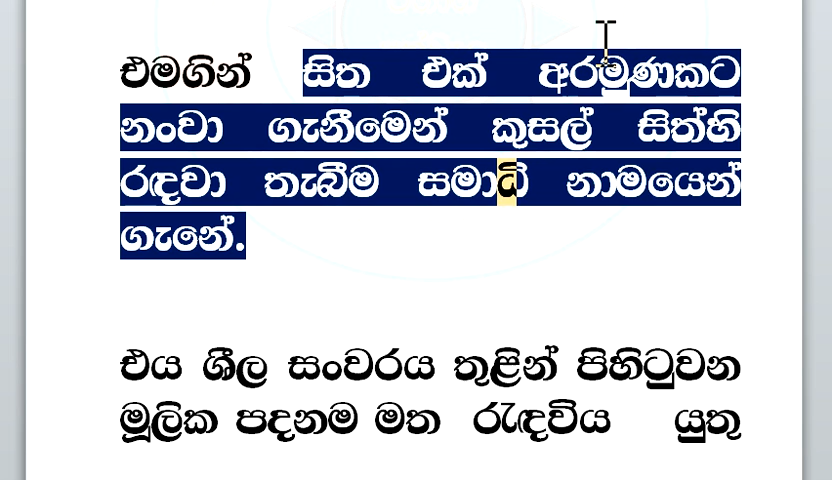 එමගින් සිත එක් අරමුණකට
නංවා ගැනීමෙන් කුසල් සිත්හි
රඳවා තැබීම සමාධි නාමයෙන්
ගැනේ.
එය ශීල සංවරය තුළින් පිහිටුවන
මූලික පදනම මත රැඳවිය යුතු